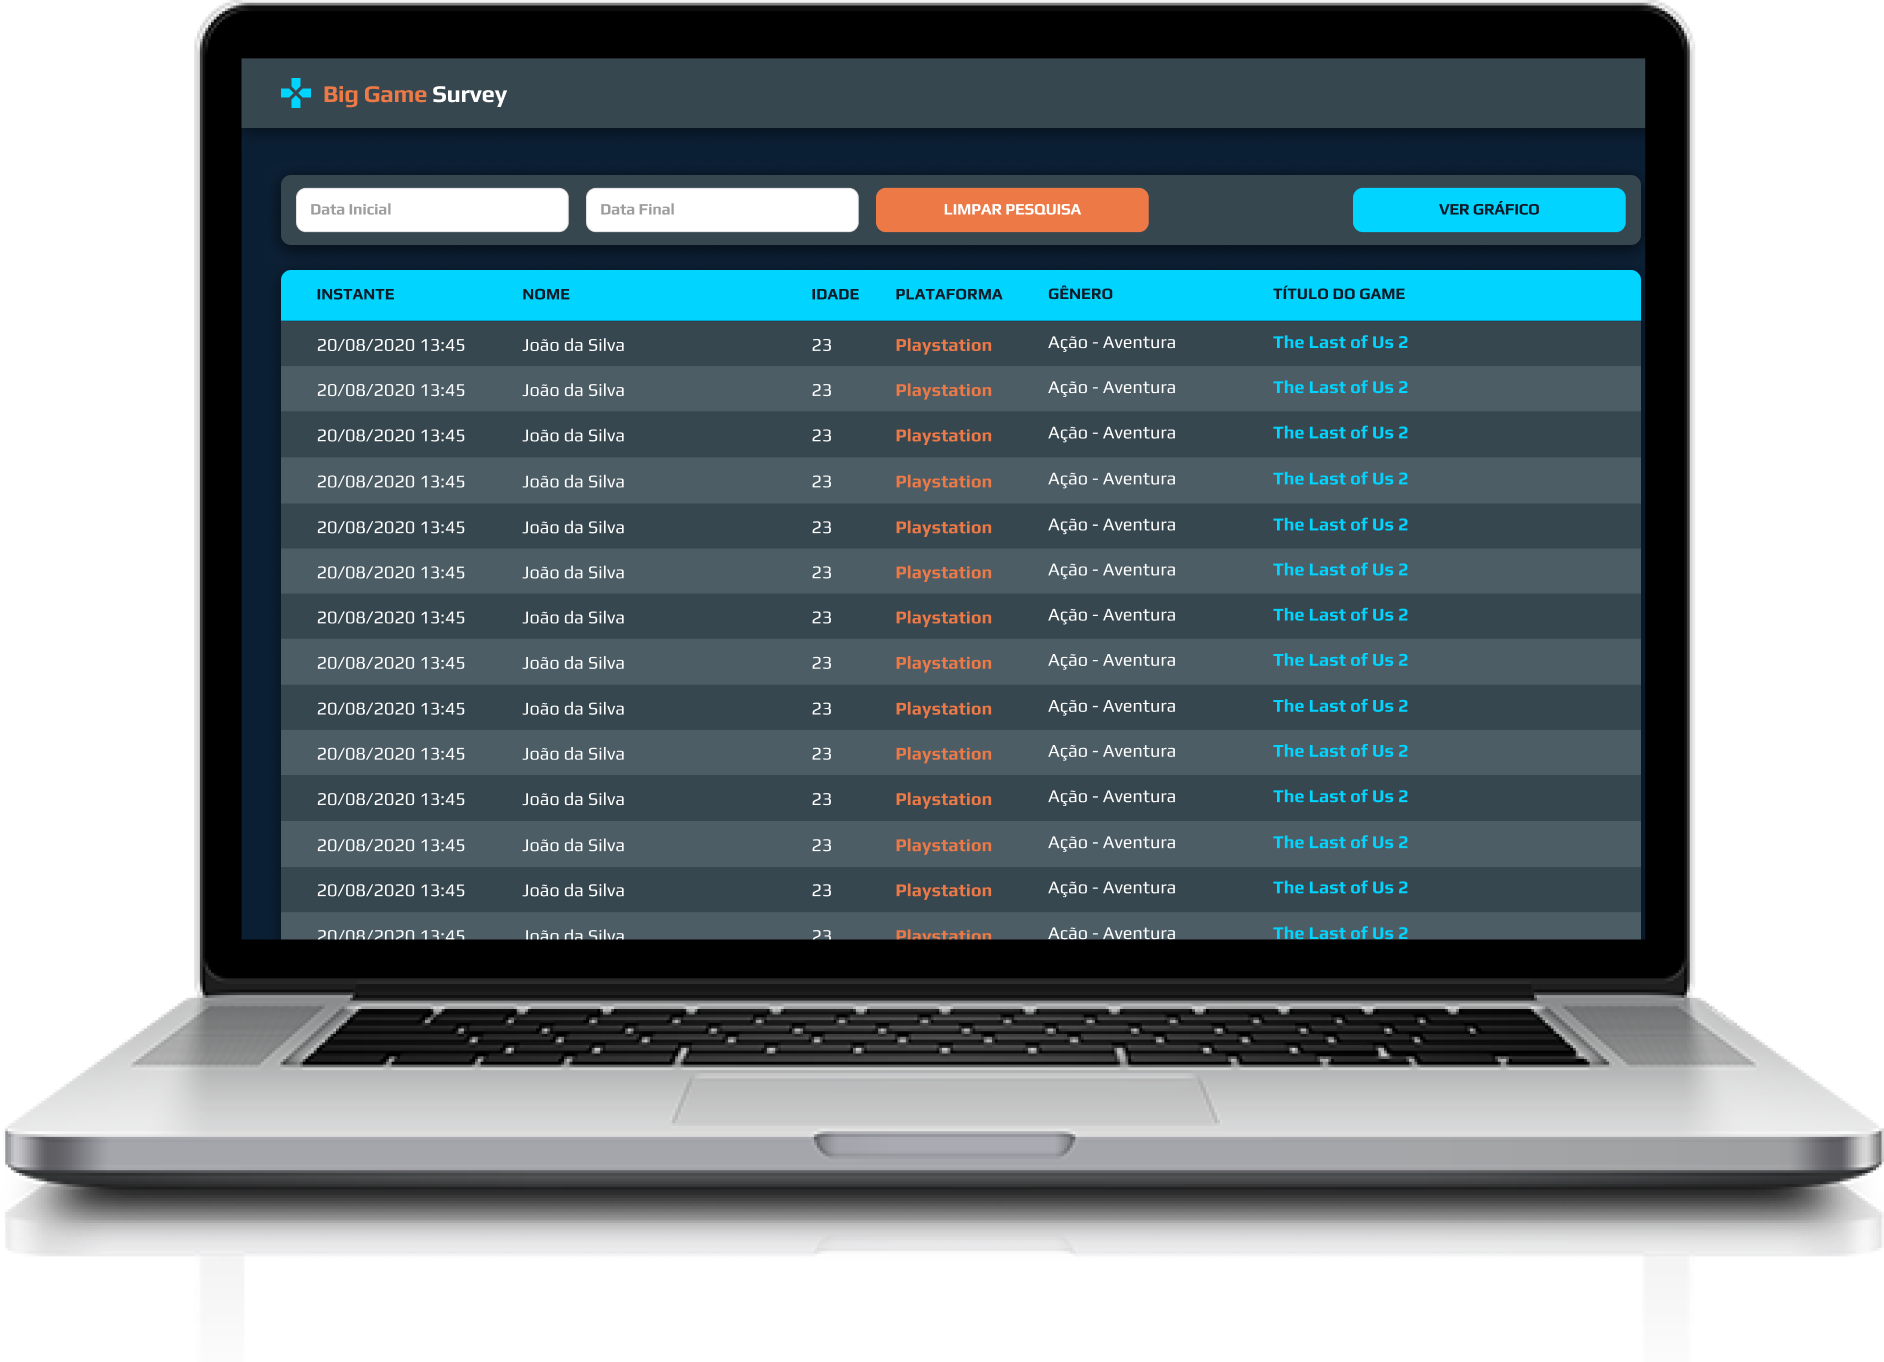 Big Game Survey
Data Inicial Data Final LIMPAR PESQUISA VER GRÁFICO
INSTANTE NOME IDADE PLATAFORMA GÊNERO TÍTULO DO GAME
20/08/2020 13:45 João da Silva 23 Playstation Ação - Aventura The Last of Us 2
20/08/2020 13:45 João da Silva 23 Playstation Ação - Aventura The Last of Us 2
20/08/2020 13:45 João da Silva 23 Playstation Ação - Aventura The Last of Us 2
20/08/2020 13:45 João da Silva 23 Playstation Ação - Aventura The Last of Us 2
20/08/2020 13:45 João da Silva 23 Playstation Ação - Aventura The Last of Us 2
20/08/2020 13:45 João da Silva 23 Playstation Ação - Aventura The Last of Us 2
20/08/2020 13:45 João da Silva 23 Playstation Ação - Aventura The Last of Us 2
20/08/2020 13:45 João da Silva 23 Playstation Ação - Aventura The Last of Us 2
20/08/2020 13:45 João da Silva 23 Playstation Ação - Aventura The Last of Us 2
20/08/2020 13:45 João da Silva 23 Playstation Ação - Aventura The Last of Us 2
20/08/2020 13:45 João da Silva 23 Playstation Ação - Aventura The Last of Us 2
20/08/2020 13:45 João da Silva 23 Playstation Ação - Aventura The Last of Us 2
20/08/2020 13:45 João da Silva 23 Playstation Ação - Aventura The Last of Us 2
20/08/2020 13:45 João da Silva 23 Playstation Ação - Aventura The Last of Us 2